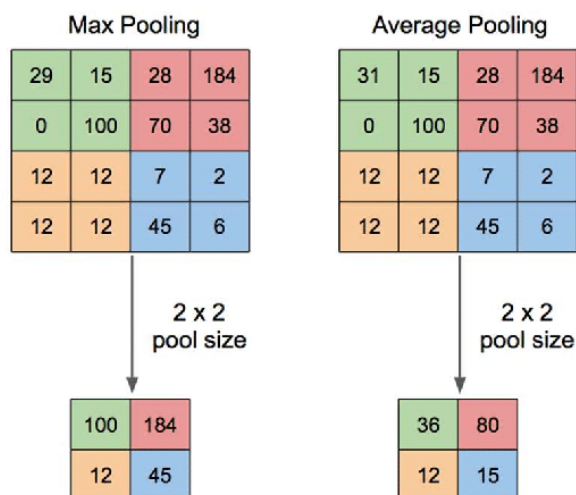 Max Pooling
29 15 28 184
0 100 70 38
12 12 7 2
12 12 45 6
2 x 2
pool size
100 184
12 45
Average Pooling
31 15 28 184
0 100 70 38
12 12 7 2
12 12 45 6
2 x 2
pool size
36 80
12 15